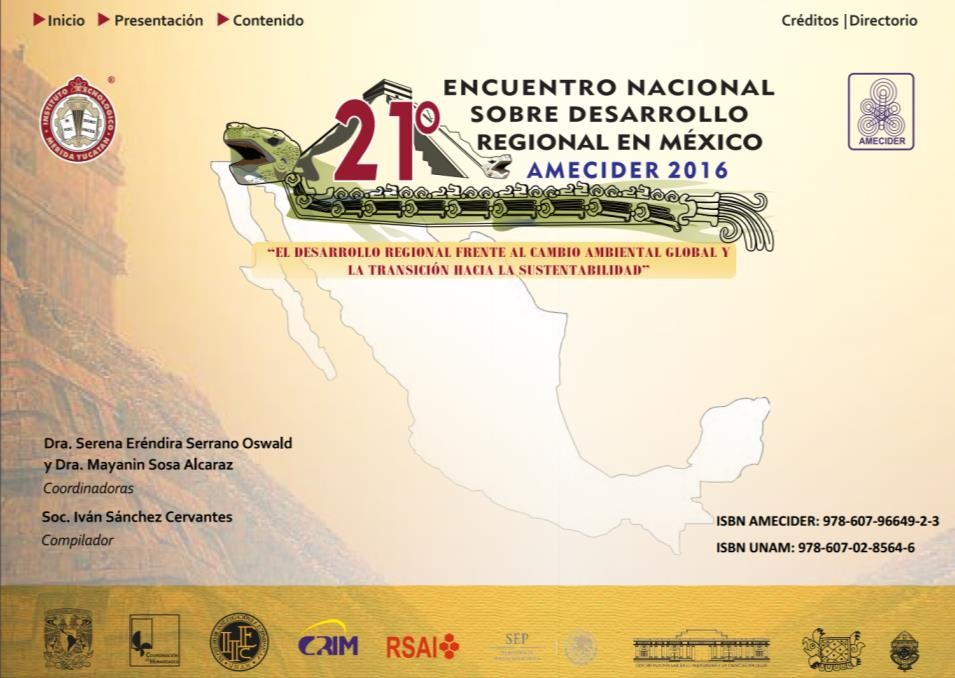 Inicio Presentación Contenido
Créditos |Directorio
INSTITUTO TECNOLOGICO
MÉRIDA YUCATÁN
®
21º
ENCUENTRO NACIONAL
SOBRE DESARROLLO
REGIONAL EN MÉXICO
AMECIDER 2016
AMECIDER
“EL DESARROLLO REGIONAL FRENTE AL CAMBIO AMBIENTAL GLOBAL Y
LA TRANSICIÓN HACIA LA SUSTENTABILIDAD”
Dra. Serena Eréndira Serrano Oswald
y Dra. Mayanin Sosa Alcaraz
Coordinadoras
Soc. Iván Sánchez Cervantes
Compilador
ISBN AMECIDER: 978-607-96649-2-3
ISBN UNAM: 978-607-02-8564-6
CRIM
RSAI
SEP